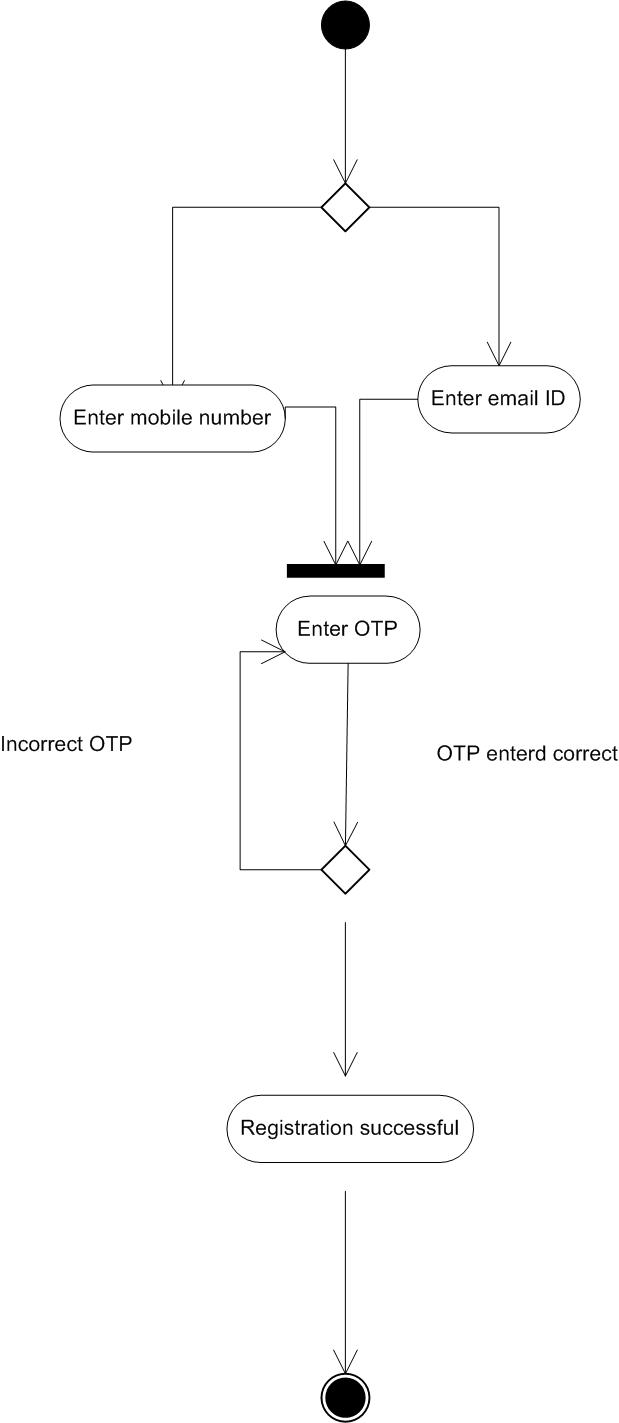 Enter mobile number
Enter email ID
Enter OTP
Incorrect OTP
OTP enterd correct
Registration successful